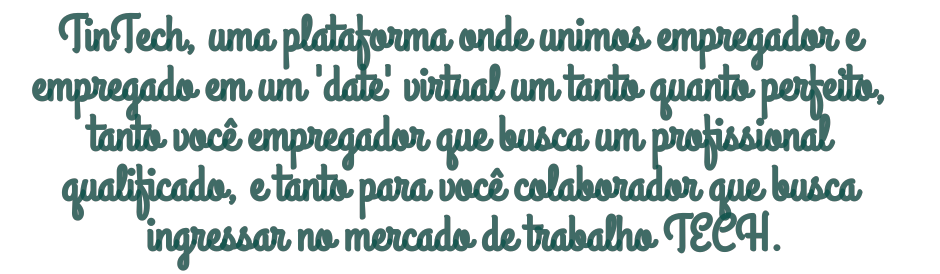 TinTech, uma plataforma onde unimos empregador e
empregado em um 'date' virtual um tanto quanto perfeito,
tanto você empregador que busca um profissional
qualificado, e tanto para você colaborador que busca
ingressar no mercado de trabalho TECH.